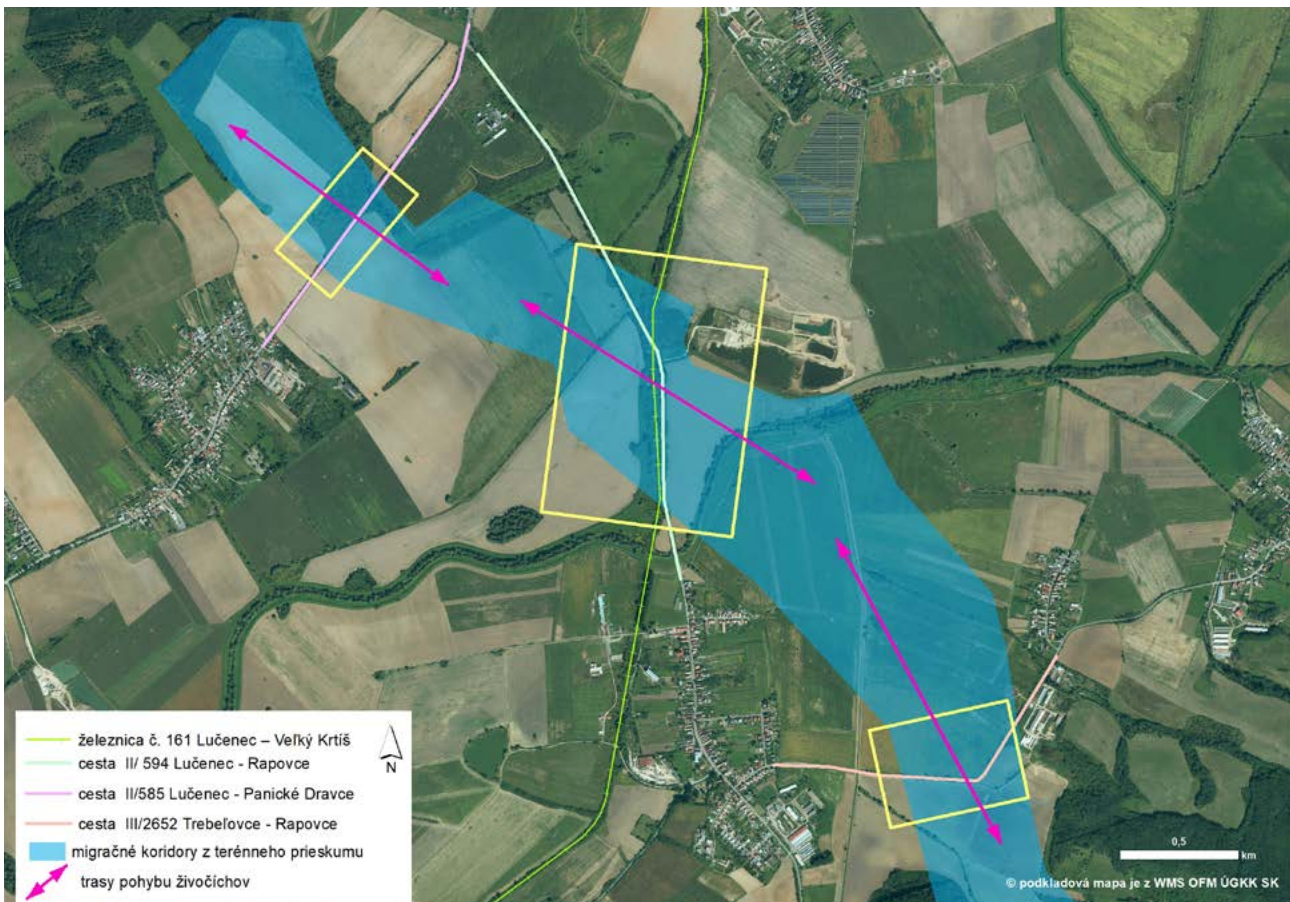 železnica č. 161 Lučenec – Veľký Krtíš
cesta II/ 594 Lučenec - Rapovce
cesta II/585 Lučenec - Panické Dravce
cesta III/2652 Trebeľovce - Rapovce
migračné koridory z terénneho prieskumu
trasy pohybu živočíchov
N
0,5
km
© podkladová mapa je z WMS OFM ÚGKK SK